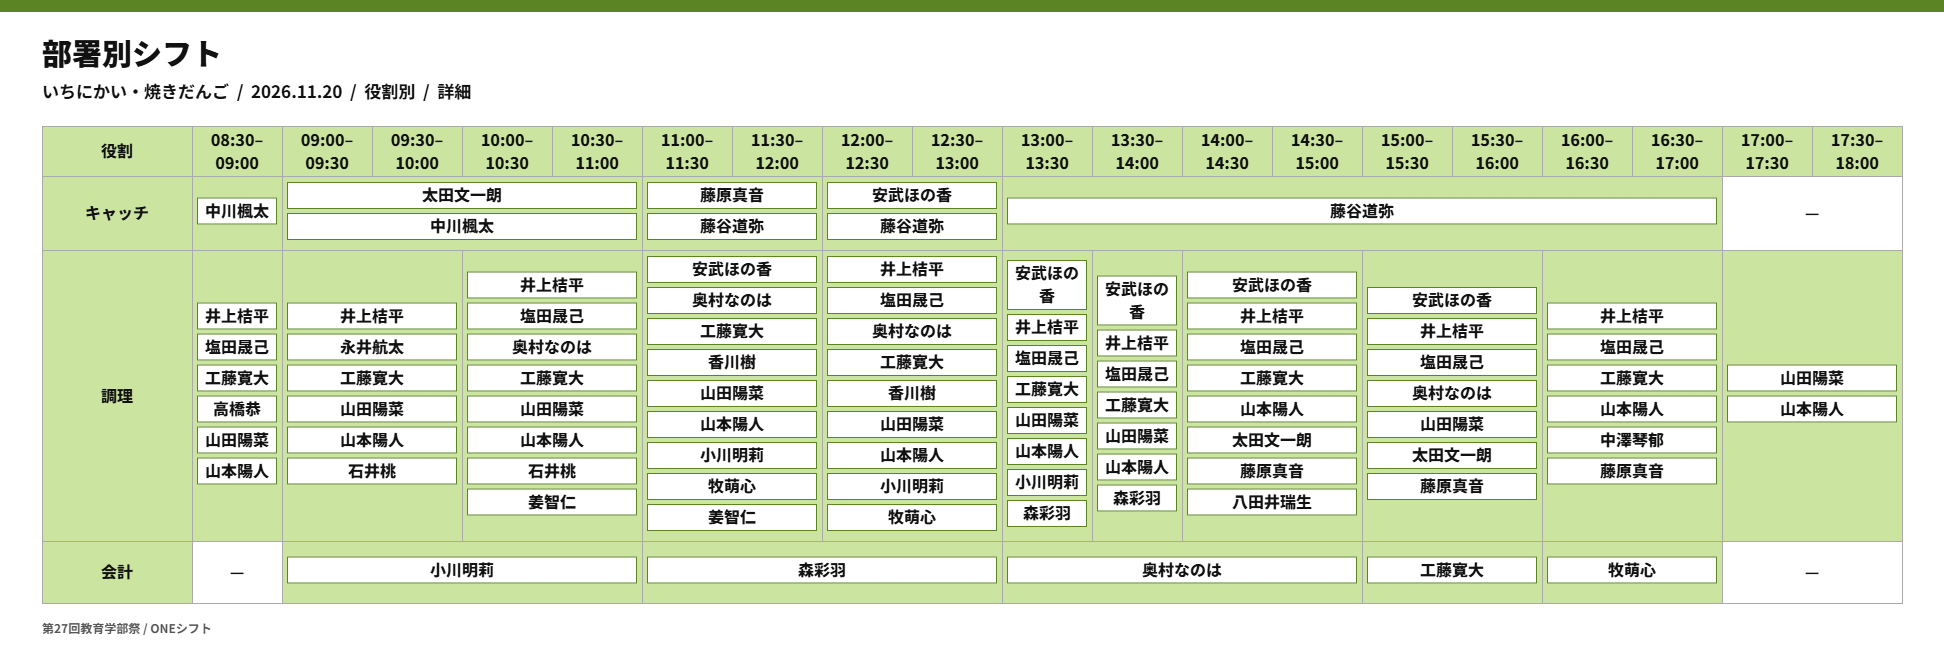 部署別シフト
いちにかい・焼きだんご / 2026.11.20 / 役割別 / 詳細
役割
08:30–
09:00
09:00–
09:30
09:30–
10:00
10:00–
10:30
10:30–
11:00
11:00–
11:30
11:30–
12:00
12:00–
12:30
12:30–
13:00
13:00–
13:30
13:30–
14:00
14:00–
14:30
14:30–
15:00
15:00–
15:30
15:30–
16:00
16:00–
16:30
16:30–
17:00
17:00–
17:30
17:30–
18:00
キャッチ
中川楓太
太田文一朗
中川楓太
藤原真音
藤谷道弥
安武ほの香
藤谷道弥
藤谷道弥
—
調理
井上桔平
塩田晟己
工藤寛大
高橋恭
山田陽菜
山本陽人
井上桔平
永井航太
工藤寛大
山田陽菜
山本陽人
石井桃
井上桔平
塩田晟己
奥村なのは
工藤寛大
山田陽菜
山本陽人
石井桃
姜智仁
安武ほの香
奥村なのは
工藤寛大
香川樹
山田陽菜
山本陽人
小川明莉
牧萌心
姜智仁
井上桔平
塩田晟己
奥村なのは
工藤寛大
香川樹
山田陽菜
山本陽人
小川明莉
牧萌心
安武ほの
香
井上桔平
塩田晟己
工藤寛大
山田陽菜
山本陽人
小川明莉
森彩羽
安武ほの
香
井上桔平
塩田晟己
工藤寛大
山田陽菜
山本陽人
森彩羽
安武ほの香
井上桔平
塩田晟己
工藤寛大
山本陽人
太田文一朗
藤原真音
八田井瑞生
安武ほの香
井上桔平
塩田晟己
奥村なのは
山田陽菜
太田文一朗
藤原真音
井上桔平
塩田晟己
工藤寛大
山本陽人
中澤琴郁
藤原真音
山田陽菜
山本陽人
会計
—
小川明莉
森彩羽
奥村なのは
工藤寛大
牧萌心
—
第27回教育学部祭 / ONEシフト